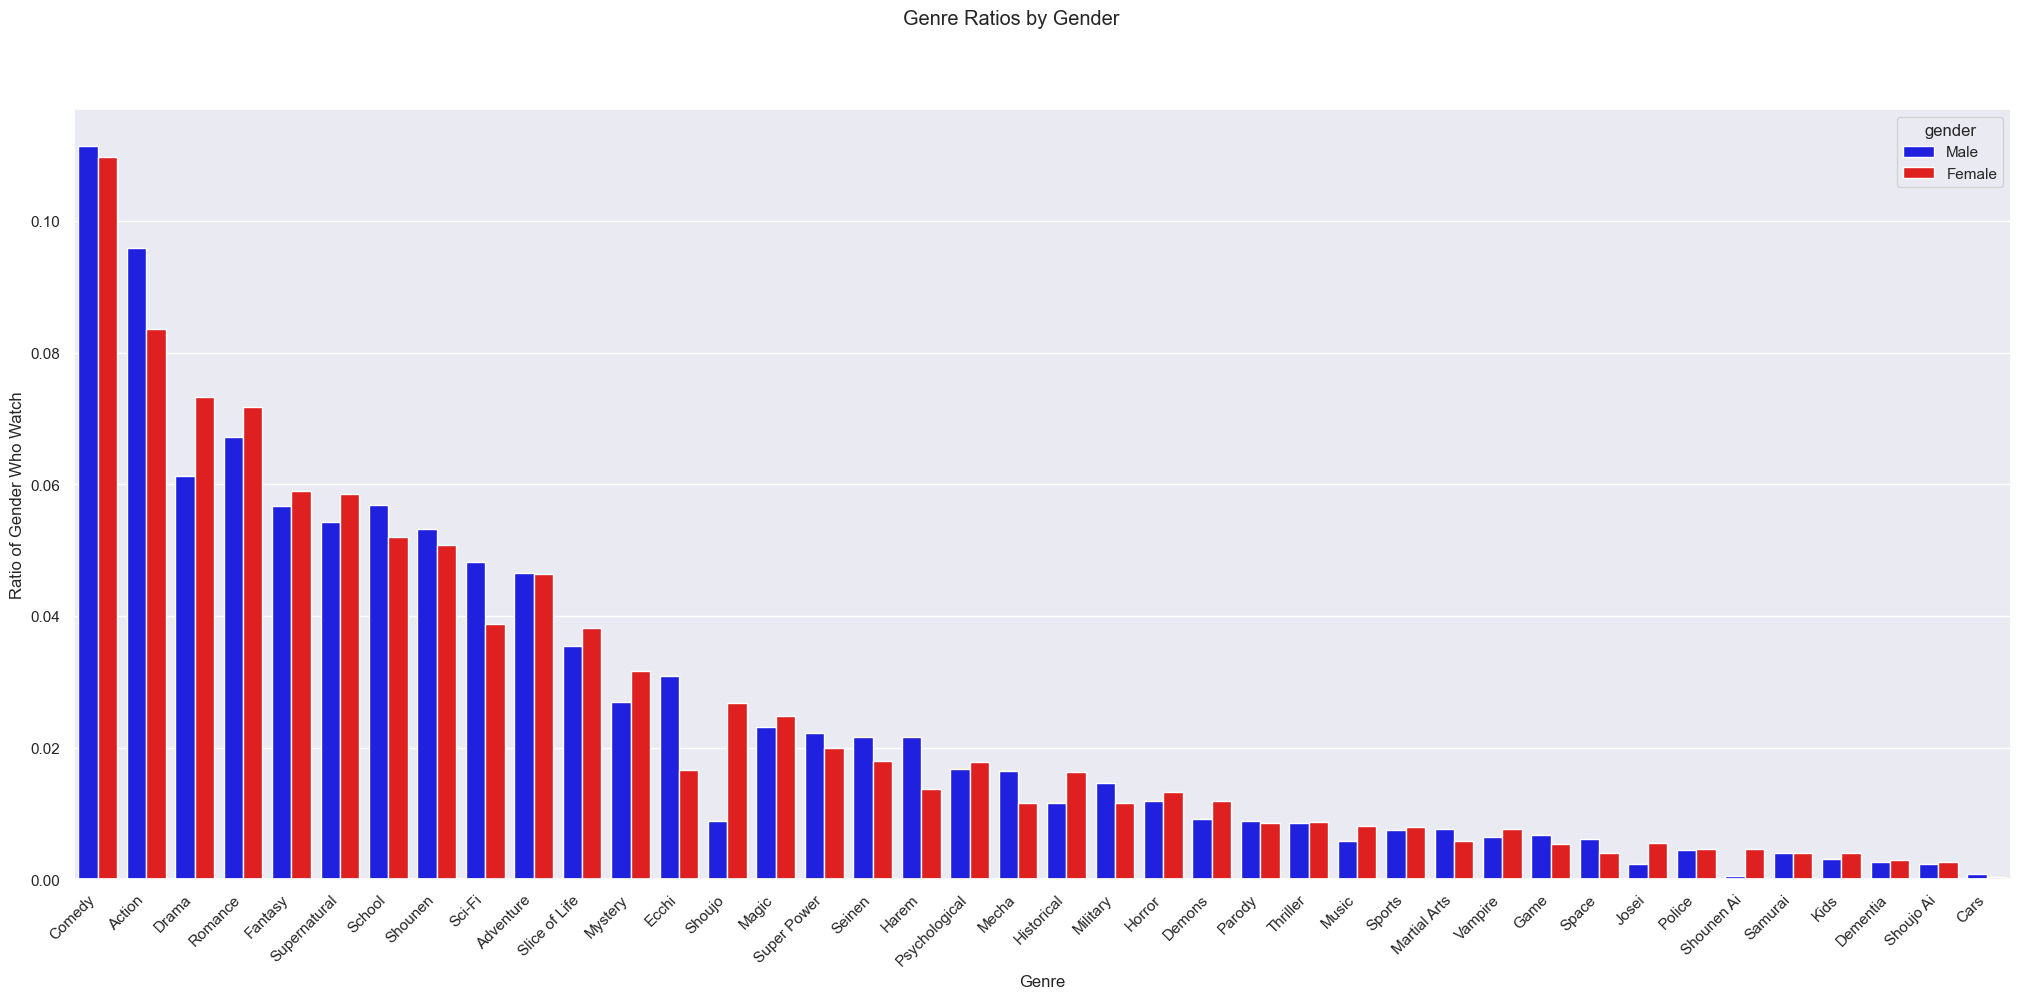 Genre Ratios by Gender
gender
Male
Female
0.10
0.08
0.06
0.04
0.02
0.00
Ratio of Gender Who Watch
Comedy
Action
Drama
Romance
Fantasy
Supernatural
School
Shounen
Sci-Fi
Adventure
Slice of Life
Mystery
Ecchi
Shoujo
Magic
Super Power
Seinen
Harem
Psychological
Mecha
Historical
Military
Horror
Demons
Parody
Thriller
Music
Sports
Martial Arts
Vampire
Game
Space
Josei
Police
Shounen Ai
Samurai
Kids
Dementia
Shoujo Ai
Cars
Genre